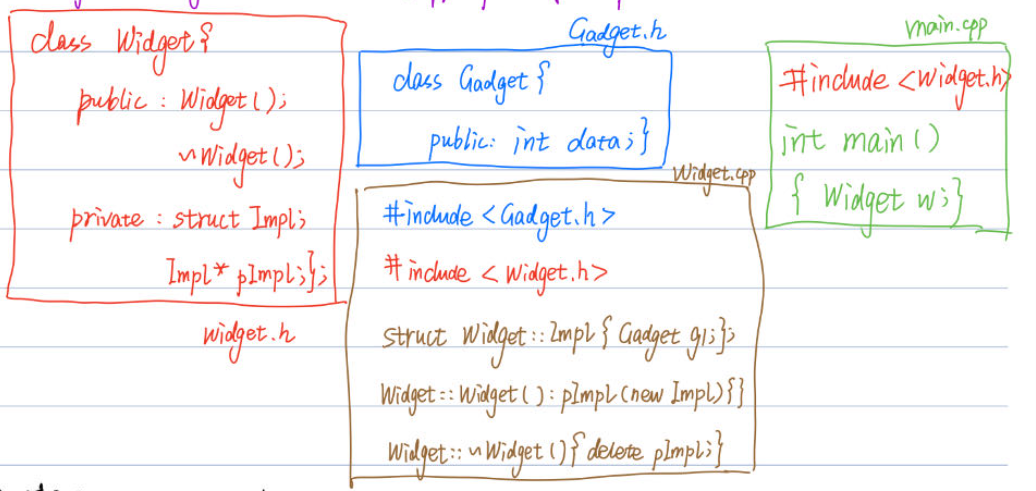 class Widget{
public : Widget();
~Widget();
private : struct Impl;
Impl* pImpl;};
Widget.h
Gadget.h
class Gadget {
public: int data;}
Widget.cpp
#include <Gadget.h>
#include <Widget.h>
struct Widget::Impl { Gadget g1;};
Widget::Widget():pImpl(new Impl){}
Widget::~Widget(){delete pImpl;}
main.cpp
#include <Widget.h>
int main()
{ Widget w;}